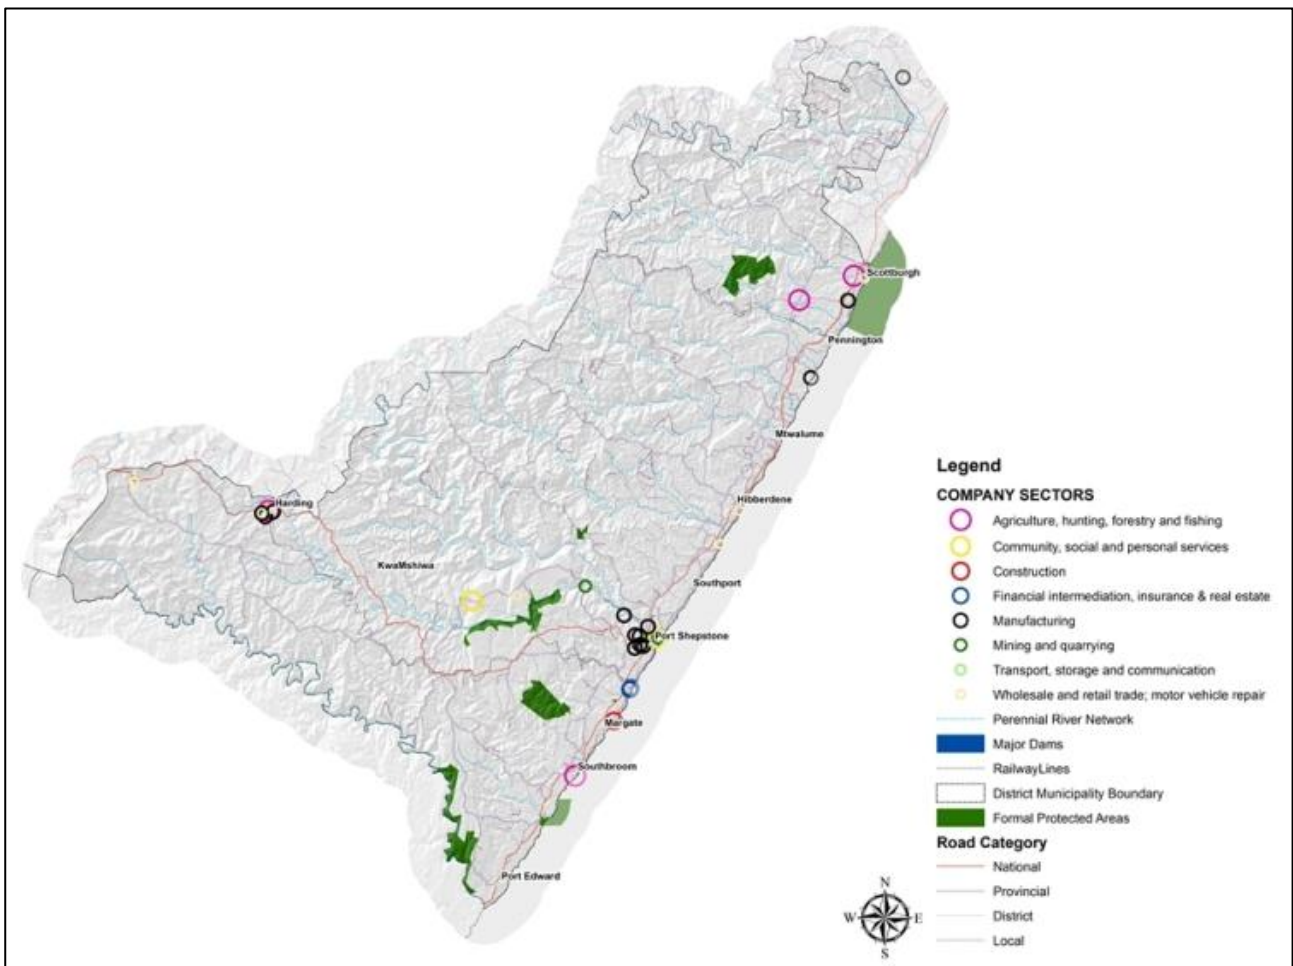 Scottburgh
Pennington
Mtwalume
Hibberdene
Harding
KwaMshiwa
Southport
Port Shepstone
Margate
Southbroom
Port Edward
Legend
COMPANY SECTORS
Agriculture, hunting, forestry and fishing
Community, social and personal services
Construction
Financial intermediation, insurance & real estate
Manufacturing
Mining and quarrying
Transport, storage and communication
Wholesale and retail trade; motor vehicle repair
Perennial River Network
Major Dams
RailwayLines
District Municipality Boundary
Formal Protected Areas
Road Category
National
Provincial
District
Local
N
W E
S